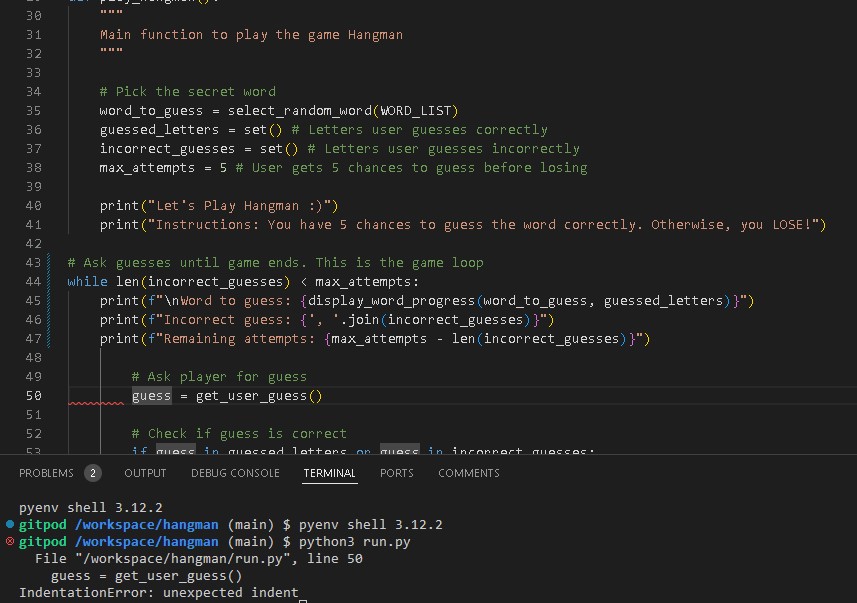 30 """
31 Main function to play the game Hangman
32 """
33
34 # Pick the secret word
35 word_to_guess = select_random_word(WORD_LIST)
36 guessed_letters = set() # Letters user guesses correctly
37 incorrect_guesses = set() # Letters user guesses incorrectly
38 max_attempts = 5 # User gets 5 chances to guess before losing
39
40 print("Let's Play Hangman :)")
41 print("Instructions: You have 5 chances to guess the word correctly. Otherwise, you LOSE!")
42
43 # Ask guesses until game ends. This is the game loop
44 while len(incorrect_guesses) < max_attempts:
45 print(f"\nWord to guess: {display_word_progress(word_to_guess, guessed_letters)}")
46 print(f"Incorrect guess: {', '.join(incorrect_guesses)}")
47 print(f"Remaining attempts: {max_attempts - len(incorrect_guesses)}")
48
49 # Ask player for guess
50 guess = get_user_guess()
51
52 # Check if guess is correct
53 if guess in guessed_letters or guess in incorrect_guesses:
PROBLEMS 2 OUTPUT DEBUG CONSOLE TERMINAL PORTS COMMENTS
pyenv shell 3.12.2
gitpod /workspace/hangman (main) $ pyenv shell 3.12.2
gitpod /workspace/hangman (main) $ python3 run.py
File "/workspace/hangman/run.py", line 50
guess = get_user_guess()
IndentationError: unexpected indent